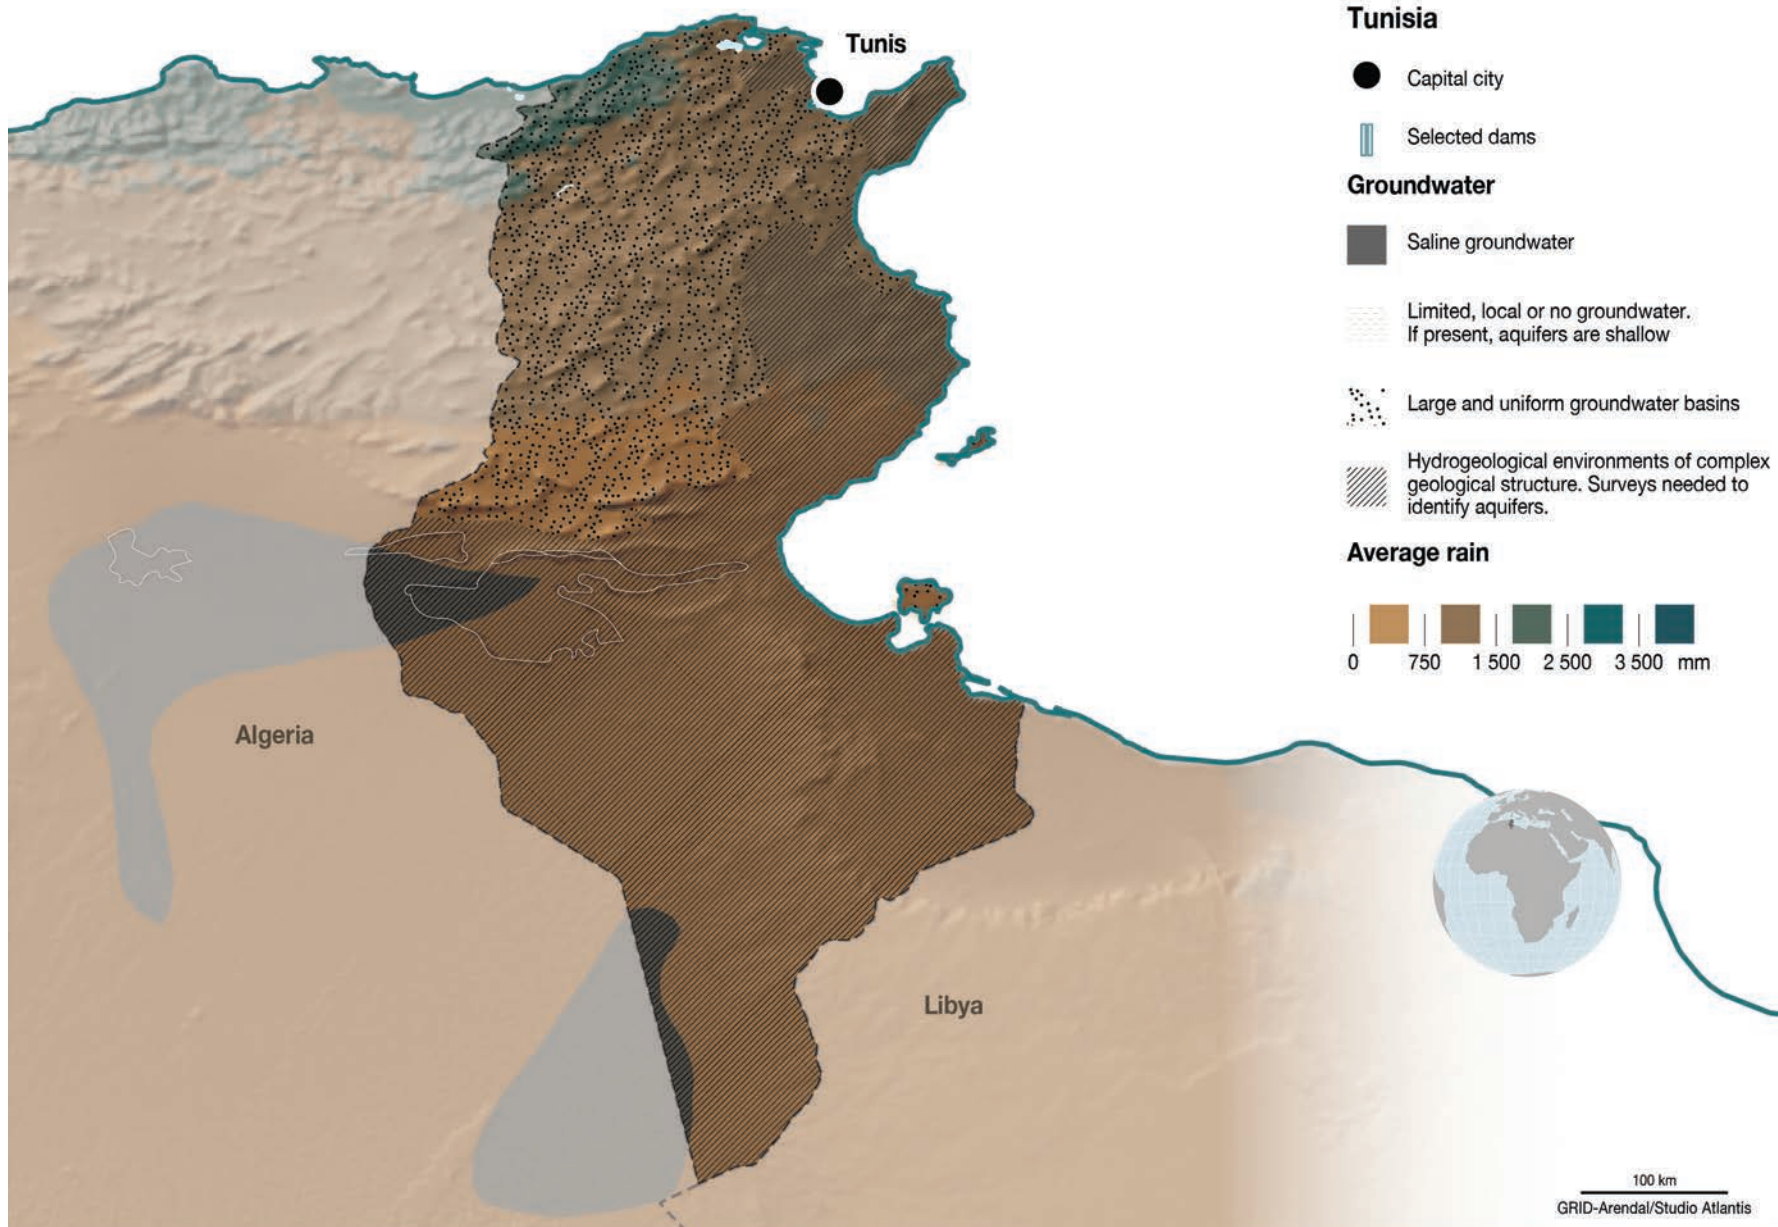 Tunis
Algeria
Libya
Tunisia
Capital city
Selected dams
Groundwater
Saline groundwater
Limited, local or no groundwater.
If present, aquifers are shallow
Large and uniform groundwater basins
Hydrogeological environments of complex
geological structure. Surveys needed to
identify aquifers.
Average rain
0 750 1 500 2 500 3 500 mm
100 km
GRID-Arendal/Studio Atlantis